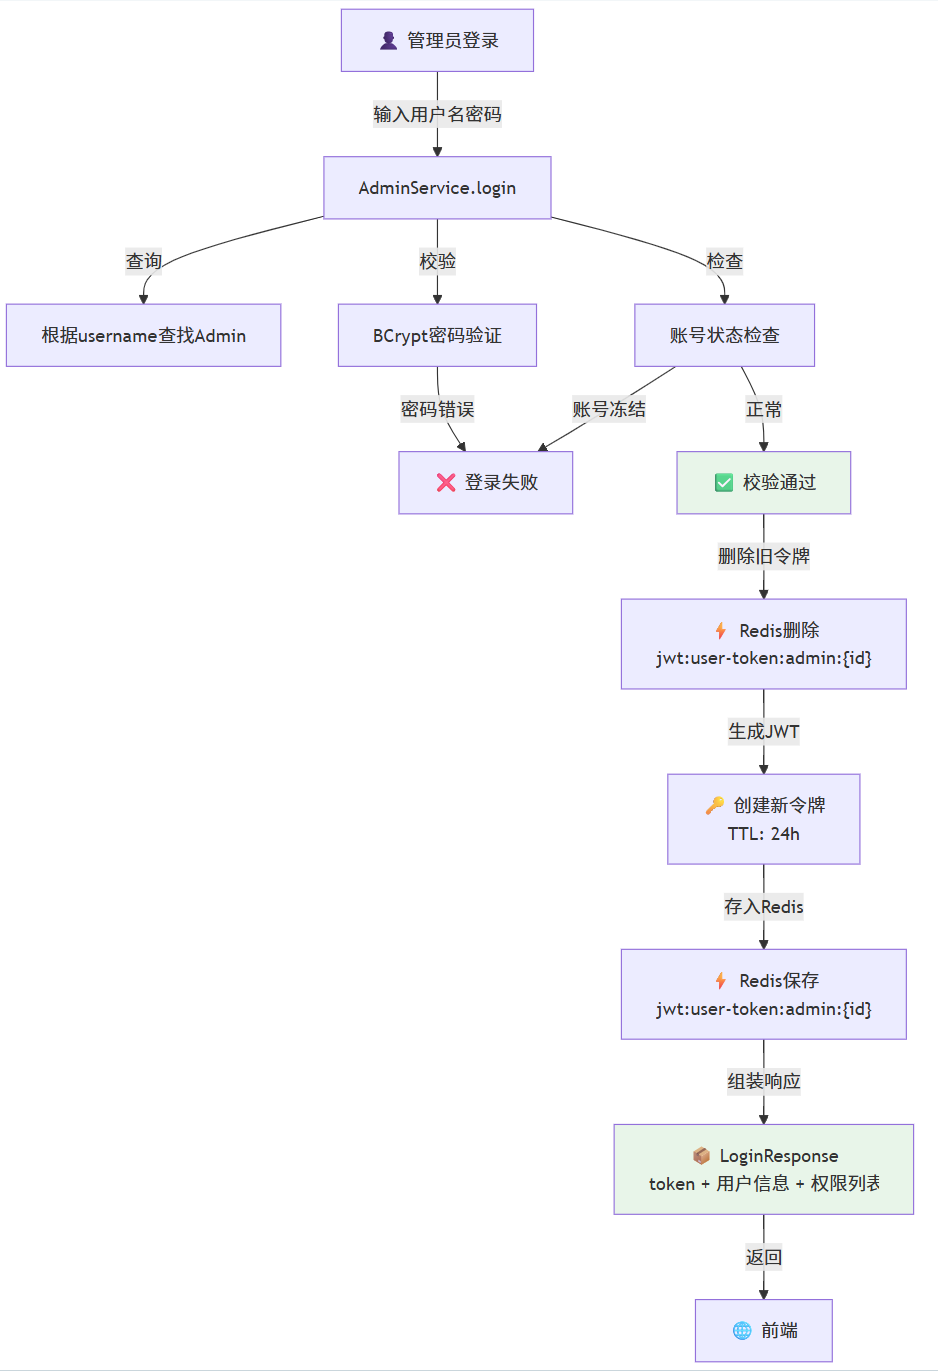 👤 管理员登录
输入用户名密码
AdminService.login
查询
校验
检查
根据username查找Admin
BCrypt密码验证
账号状态检查
密码错误
账号冻结
正常
❌ 登录失败
✅ 校验通过
删除旧令牌
⚡ Redis删除
jwt:user-token:admin:{id}
生成JWT
🔑 创建新令牌
TTL: 24h
存入Redis
⚡ Redis保存
jwt:user-token:admin:{id}
组装响应
📦 LoginResponse
token + 用户信息 + 权限列表
返回
🌐 前端